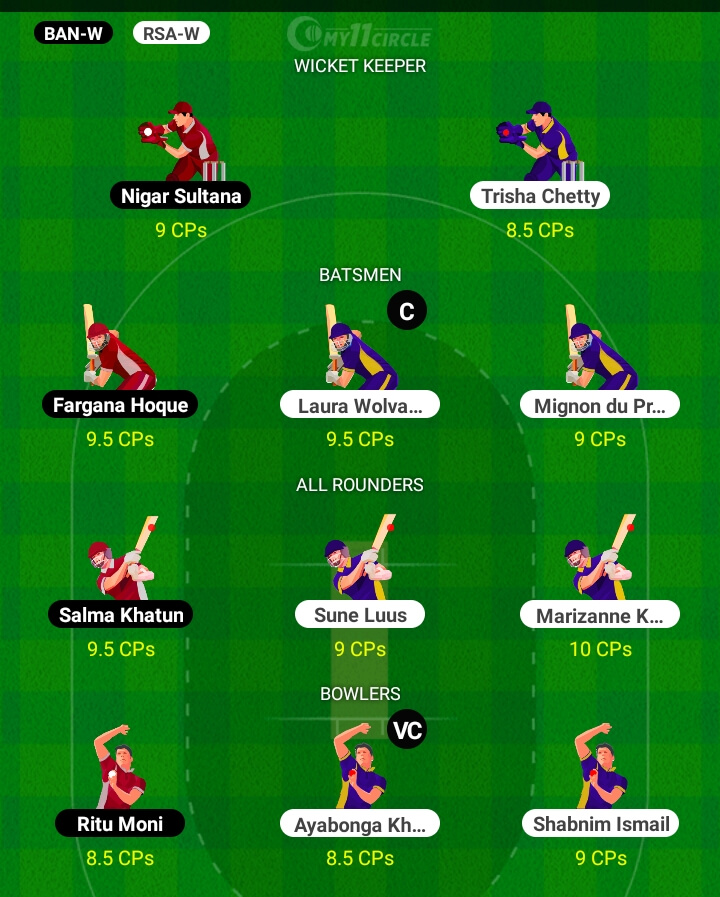 BAN-W RSA-W MY11CIRCLE
WICKET KEEPER
Nigar Sultana Trisha Chetty
9 CPs 8.5 CPs
BATSMEN
C
Fargana Hoque Laura Wolva... Mignon du Pr...
9.5 CPs 9.5 CPs 9 CPs
ALL ROUNDERS
Salma Khatun Sune Luus Marizanne K...
9.5 CPs 9 CPs 10 CPs
BOWLERS
VC
Ritu Moni Ayabonga Kh... Shabnim Ismail
8.5 CPs 8.5 CPs 9 CPs